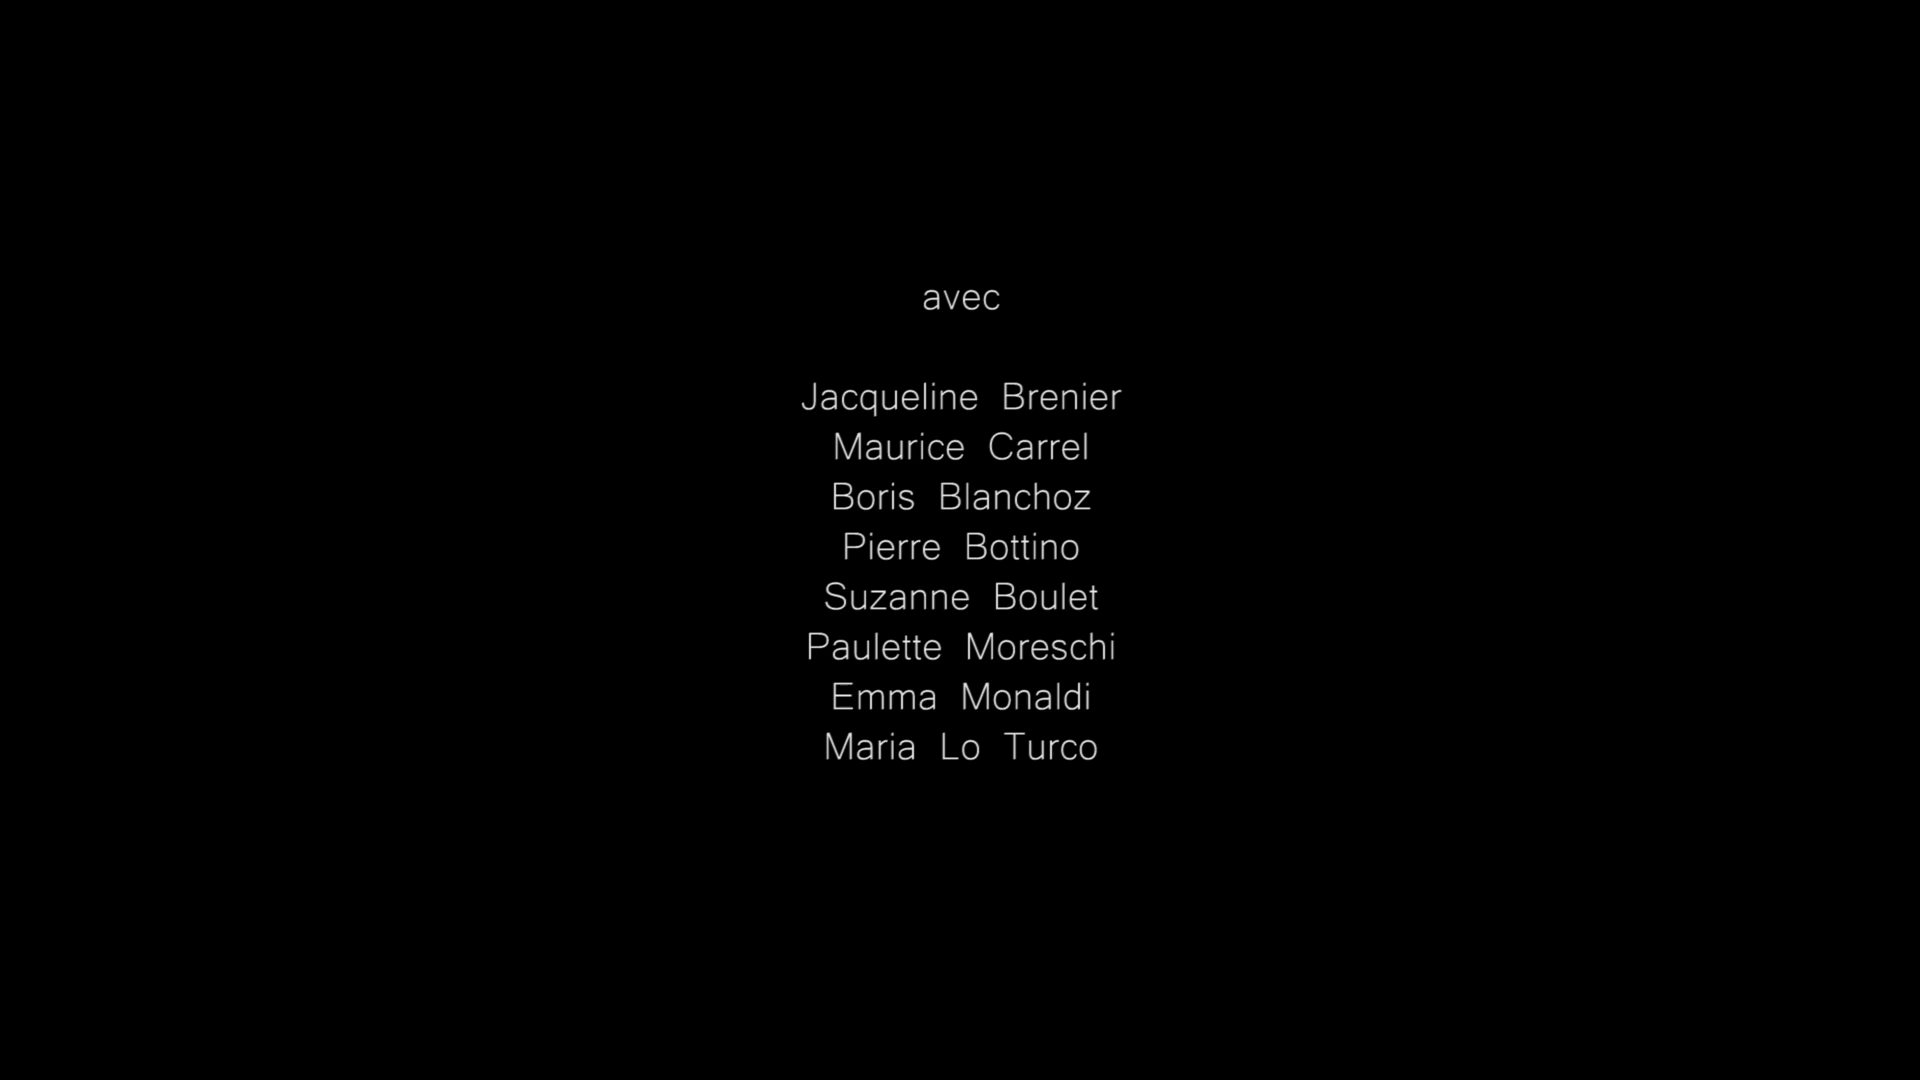 avec
Jacqueline Brenier
Maurice Carrel
Boris Blanchoz
Pierre Bottino
Suzanne Boulet
Paulette Moreschi
Emma Monaldi
Maria Lo Turco